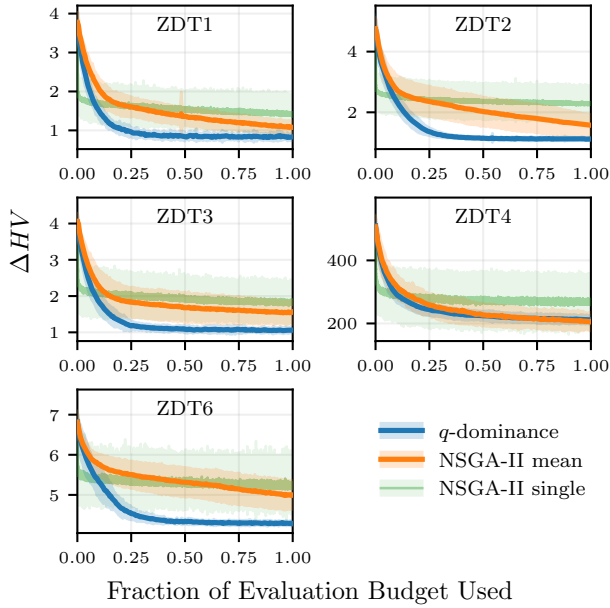 ZDT1
4
3
2
1
0.00 0.25 0.50 0.75 1.00
ZDT2
4
2
0.00 0.25 0.50 0.75 1.00
ZDT3
4
3
2
1
0.00 0.25 0.50 0.75 1.00
ZDT4
400
200
0.00 0.25 0.50 0.75 1.00
ZDT6
7
6
5
0.00 0.25 0.50 0.75 1.00
q-dominance
NSGA-II mean
NSGA-II single
ΔHV
Fraction of Evaluation Budget Used